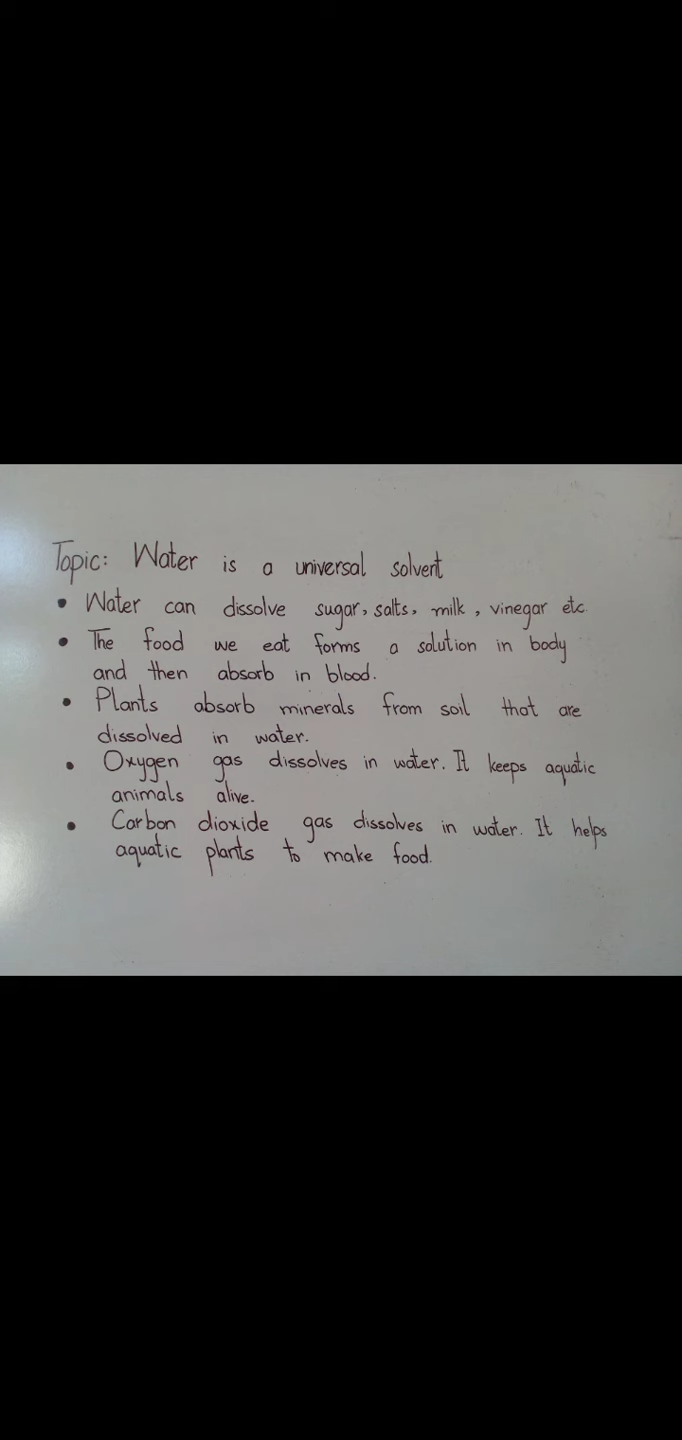 Topic: Water is a universal solvent
• Water can dissolve sugar, salts, milk, vinegar etc.
• The food we eat forms a solution in body
and then absorb in blood.
• Plants absorb minerals from soil that are
dissolved in water.
• Oxygen gas dissolves in water. It keeps aquatic
animals alive.
• Carbon dioxide gas dissolves in water. It helps
aquatic plants to make food.